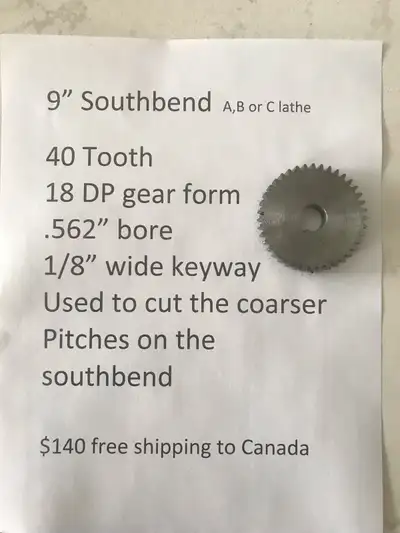 9” Southbend A,B or C lathe
40 Tooth
18 DP gear form
.562” bore
1/8” wide keyway
Used to cut the coarser
Pitches on the
southbend
$140 free shipping to Canada